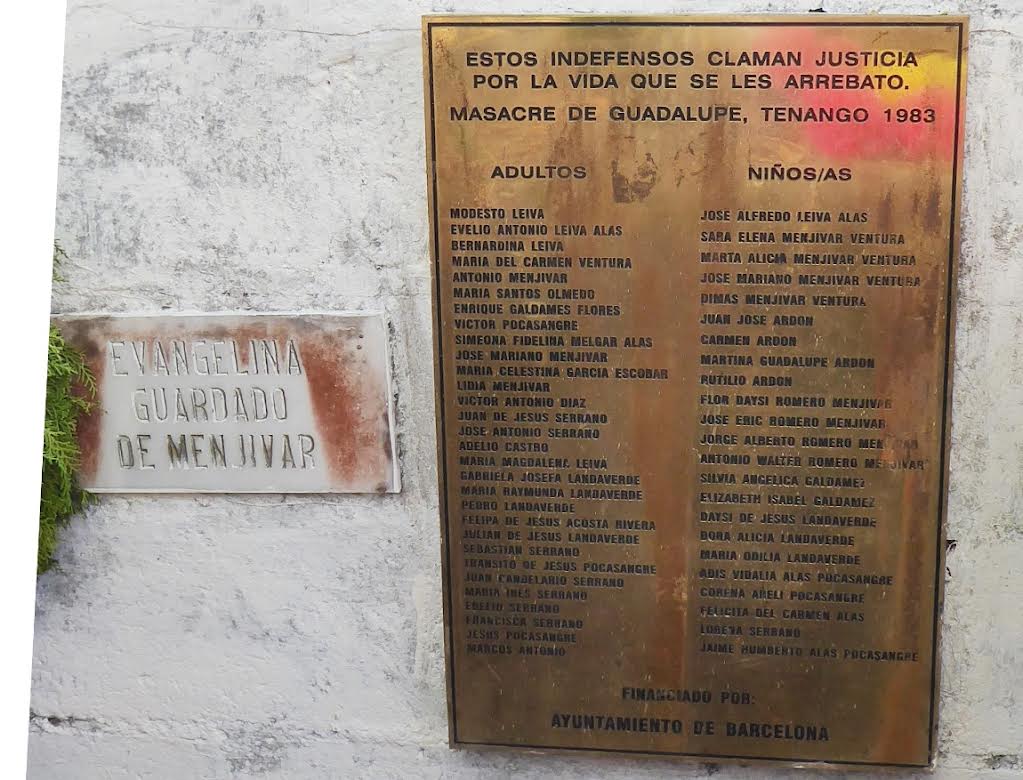 EVANGELINA
GUARDADO
DE MENJIVAR
ESTOS INDEFENSOS CLAMAN JUSTICIA
POR LA VIDA QUE SE LES ARREBATO.
MASACRE DE GUADALUPE, TENANGO 1983
ADULTOS
MODESTO LEIVA
EVELIO ANTONIO LEIVA ALAS
BERNARDINA LEIVA
MARIA DEL CARMEN VENTURA
ANTONIO MENJIVAR
MARIA SANTOS OLMEDO
ENRIQUE GALDAMES FLORES
VICTOR POCASANGRE
SIMEONA FIDELINA MELGAR ALAS
JOSE MARIANO MENJIVAR
MARIA CELESTINA GARCIA ESCOBAR
LIDIA MENJIVAR
VICTOR ANTONIO DIAZ
JUAN DE JESUS SERRANO
JOSE ANTONIO SERRANO
ADELIO CASTRO
MARIA MAGDALENA LEIVA
GABRIELA JOSEFA LANDAVERDE
MARIA RAYMUNDA LANDAVERDE
PEDRO LANDAVERDE
FELIPA DE JESUS ACOSTA RIVERA
JULIAN DE JESUS LANDAVERDE
SEBASTIAN SERRANO
TRANSITO DE JESUS POCASANGRE
JUAN CANDELARIO SERRANO
MARIA INES SERRANO
EDELIO SERRANO
FRANCISCA SERRANO
JESUS POCASANGRE
MARCOS ANTONIO
NIÑOS/AS
JOSE ALFREDO LEIVA ALAS
SARA ELENA MENJIVAR VENTURA
MARTA ALICIA MENJIVAR VENTURA
JOSE MARIANO MENJIVAR VENTURA
DIMAS MENJIVAR VENTURA
JUAN JOSE ARDON
CARMEN ARDON
MARTINA GUADALUPE ARDON
RUTILIO ARDON
FLOR DAYSI ROMERO MENJIVAR
JOSE ERIC ROMERO MENJIVAR
JORGE ALBERTO ROMERO MENJIVAR
ANTONIO WALTER ROMERO MENJIVAR
SILVIA ANGELICA GALDAMEZ
ELIZABETH ISABEL GALDAMEZ
DAYSI DE JESUS LANDAVERDE
DORA ALICIA LANDAVERDE
MARIA ODILIA LANDAVERDE
ADIS VIDALIA ALAS POCASANGRE
CORENA ARELI POCASANGRE
FELICITA DEL CARMEN ALAS
LORENA SERRANO
JAIME HUMBERTO ALAS POCASANGRE
FINANCIADO POR:
AYUNTAMIENTO DE BARCELONA